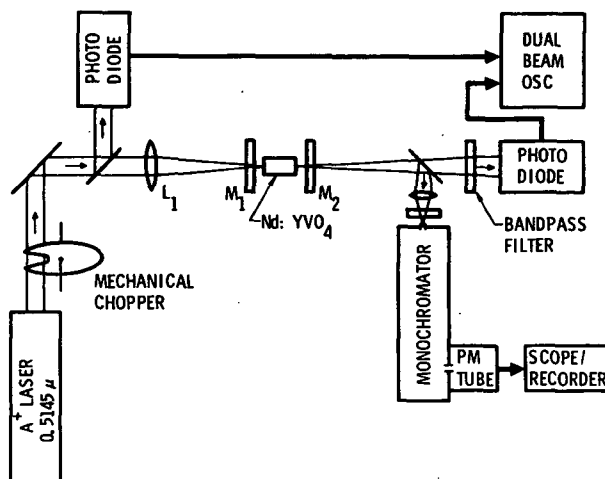 PHOTO
DIODE
DUAL
BEAM
OSC
L1
M1
M2
Nd: YVO4
PHOTO
DIODE
BANDPASS
FILTER
MECHANICAL
CHOPPER
A+ LASER
0.5145 μ
MONOCHROMATOR
PM
TUBE
SCOPE/
RECORDER